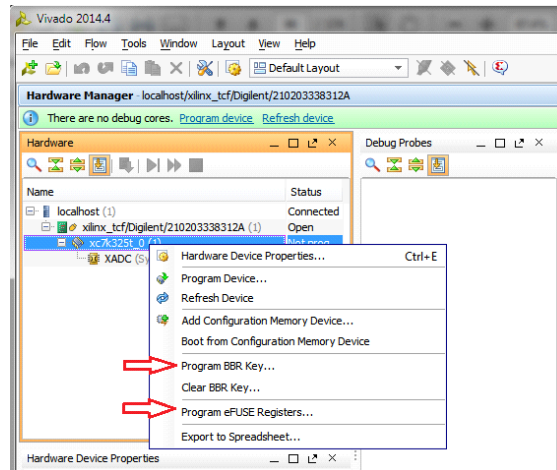 Vivado 2014.4
File Edit Flow Tools Window Layout View Help
Default Layout
Hardware Manager - localhost/xilinx_tcf/Digilent/210203338312A
There are no debug cores. Program device Refresh device
Hardware
Debug Probes
Name Status
localhost (1) Connected
xilinx_tcf/Digilent/210203338312A (1) Open
xc7k325t_0 (1) Not prog
XADC (Sy
Hardware Device Properties... Ctrl+E
Program Device...
Refresh Device
Add Configuration Memory Device...
Boot from Configuration Memory Device
Program BBR Key...
Clear BBR Key...
Program eFUSE Registers...
Export to Spreadsheet...
Hardware Device Properties